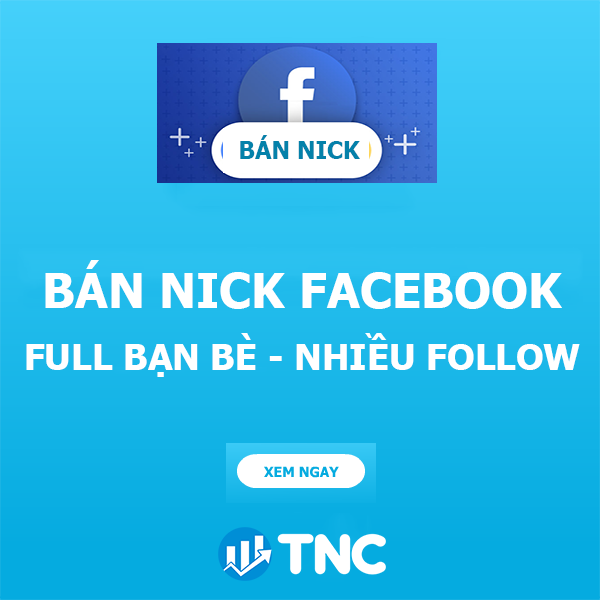 f
BÁN NICK
BÁN NICK FACEBOOK
FULL BẠN BÈ - NHIỀU FOLLOW
XEM NGAY
TNC